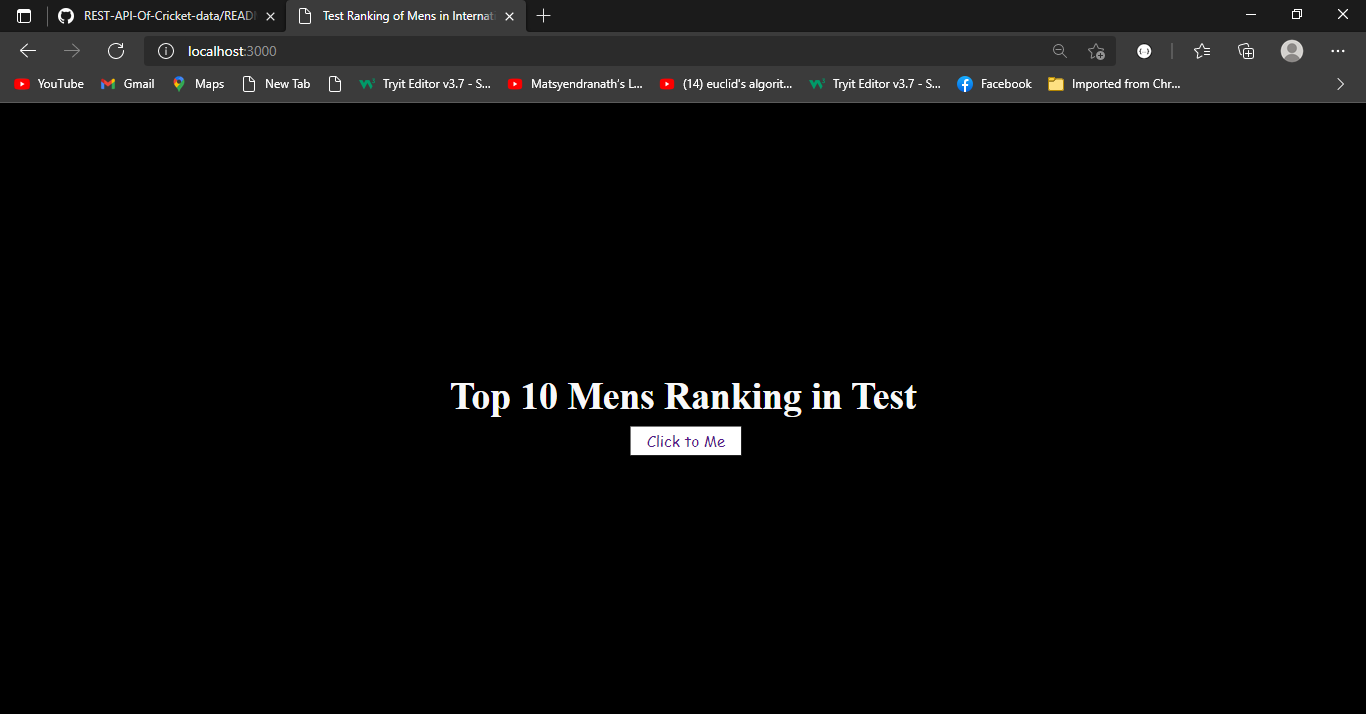 REST-API-Of-Cricket-data/READ
Test Ranking of Mens in Internat
localhost:3000
YouTube Gmail Maps New Tab Tryit Editor v3.7 - S... Matsyendranath's L... (14) euclid's algorit... Tryit Editor v3.7 - S... Facebook Imported from Chr...
Top 10 Mens Ranking in Test
Click to Me